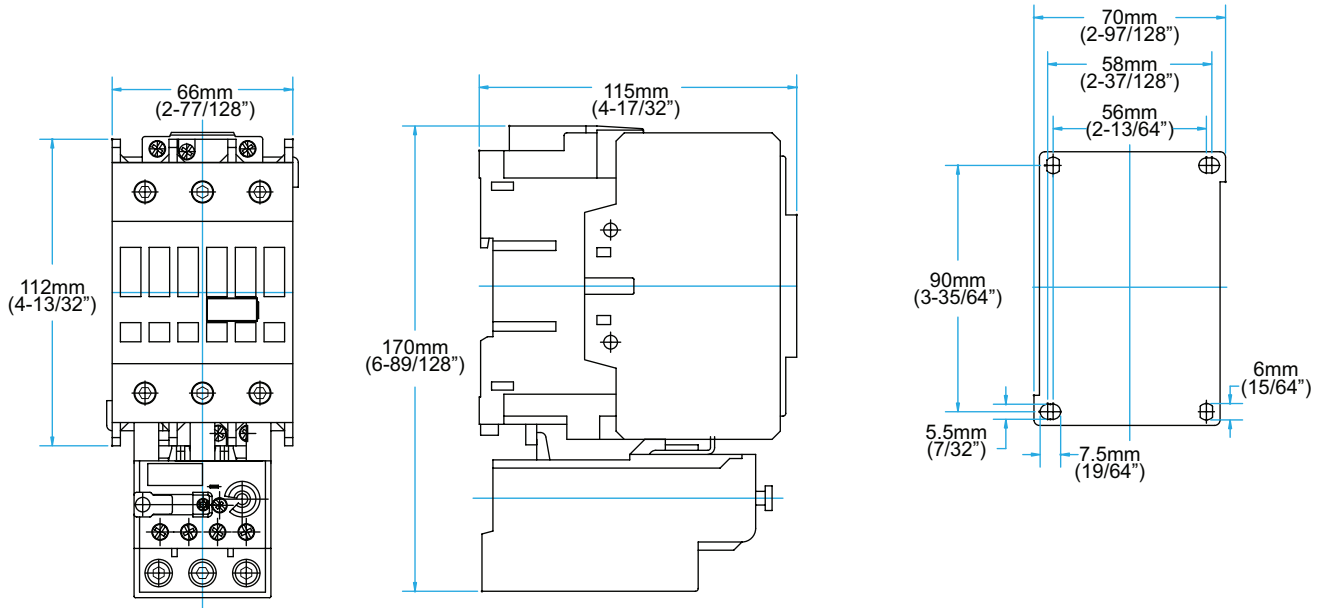 66mm
(2-77/128”)
112mm
(4-13/32”)
115mm
(4-17/32”)
170mm
(6-89/128”)
70mm
(2-97/128”)
58mm
(2-37/128”)
56mm
(2-13/64”)
90mm
(3-35/64”)
6mm
(15/64”)
5.5mm
(7/32”)
7.5mm
(19/64”)